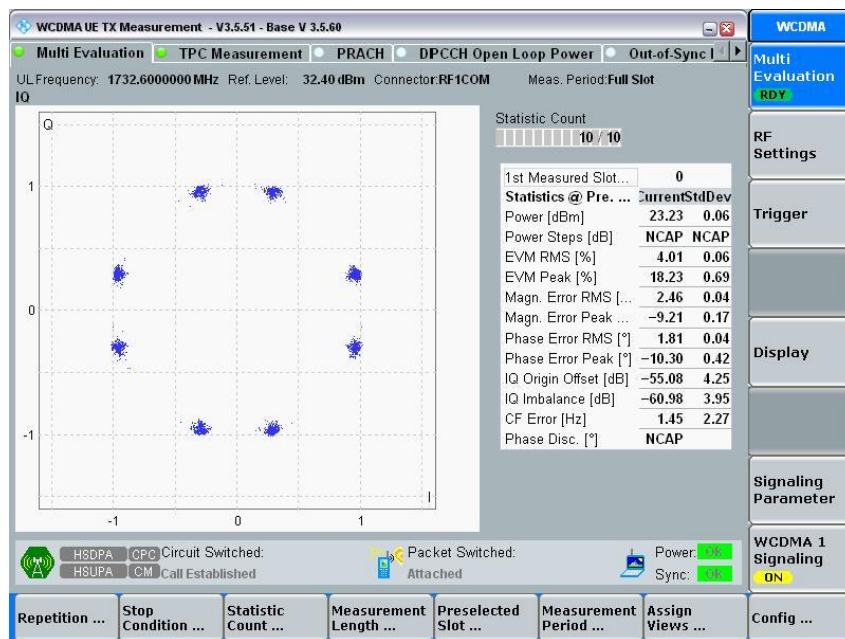 WCDMA UE TX Measurement - V3.5.51 - Base V 3.5.60
WCDMA
Multi Evaluation
TPC Measurement
PRACH
DPCCH Open Loop Power
Out-of-Sync
UL Frequency: 1732.6000000 MHz Ref. Level: 32.40 dBm Connector:RF1COM Meas. Period:Full Slot
IQ
Q
1
0
-1
-1 0 1
I
Statistic Count
10 / 10
1st Measured Slot... 0
Statistics @ Pre. ... Current StdDev
Power [dBm] 23.23 0.06
Power Steps [dB] NCAP NCAP
EVM RMS [%] 4.01 0.06
EVM Peak [%] 18.23 0.69
Magn. Error RMS [... 2.46 0.04
Magn. Error Peak ... −9.21 0.17
Phase Error RMS [°] 1.81 0.04
Phase Error Peak [°] −10.30 0.42
IQ Origin Offset [dB] −55.08 4.25
IQ Imbalance [dB] −60.98 3.95
CF Error [Hz] 1.45 2.27
Phase Disc. [°] NCAP
Multi
Evaluation
RDY
RF
Settings
Trigger
Display
Signaling
Parameter
WCDMA 1
Signaling
ON
HSDPA CPC Circuit Switched:
HSUPA CM Call Established
Packet Switched:
Attached
Power: OK
Sync: OK
Repetition ...
Stop
Condition ...
Statistic
Count ...
Measurement
Length ...
Preselected
Slot ...
Measurement
Period ...
Assign
Views ...
Config ...